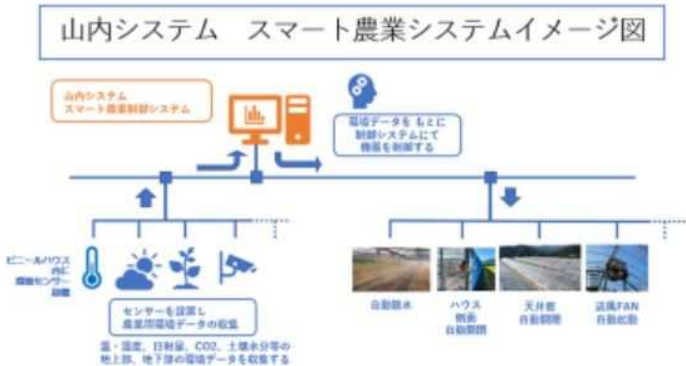 山内システム　スマート農業システムイメージ図
山内システム
スマート農業制御システム
環境データを もとに
制御システムにて
機器を制御する
ビニールハウス
内に
環境センサー
設置
センサーを設置し
農業用環境データの収集
温・湿度、日射量、CO2、土壌水分等の
地上部、地下部の環境データを収集する
自動散水
ハウス
側面
自動開閉
天井窓
自動開閉
送風FAN
自動起動